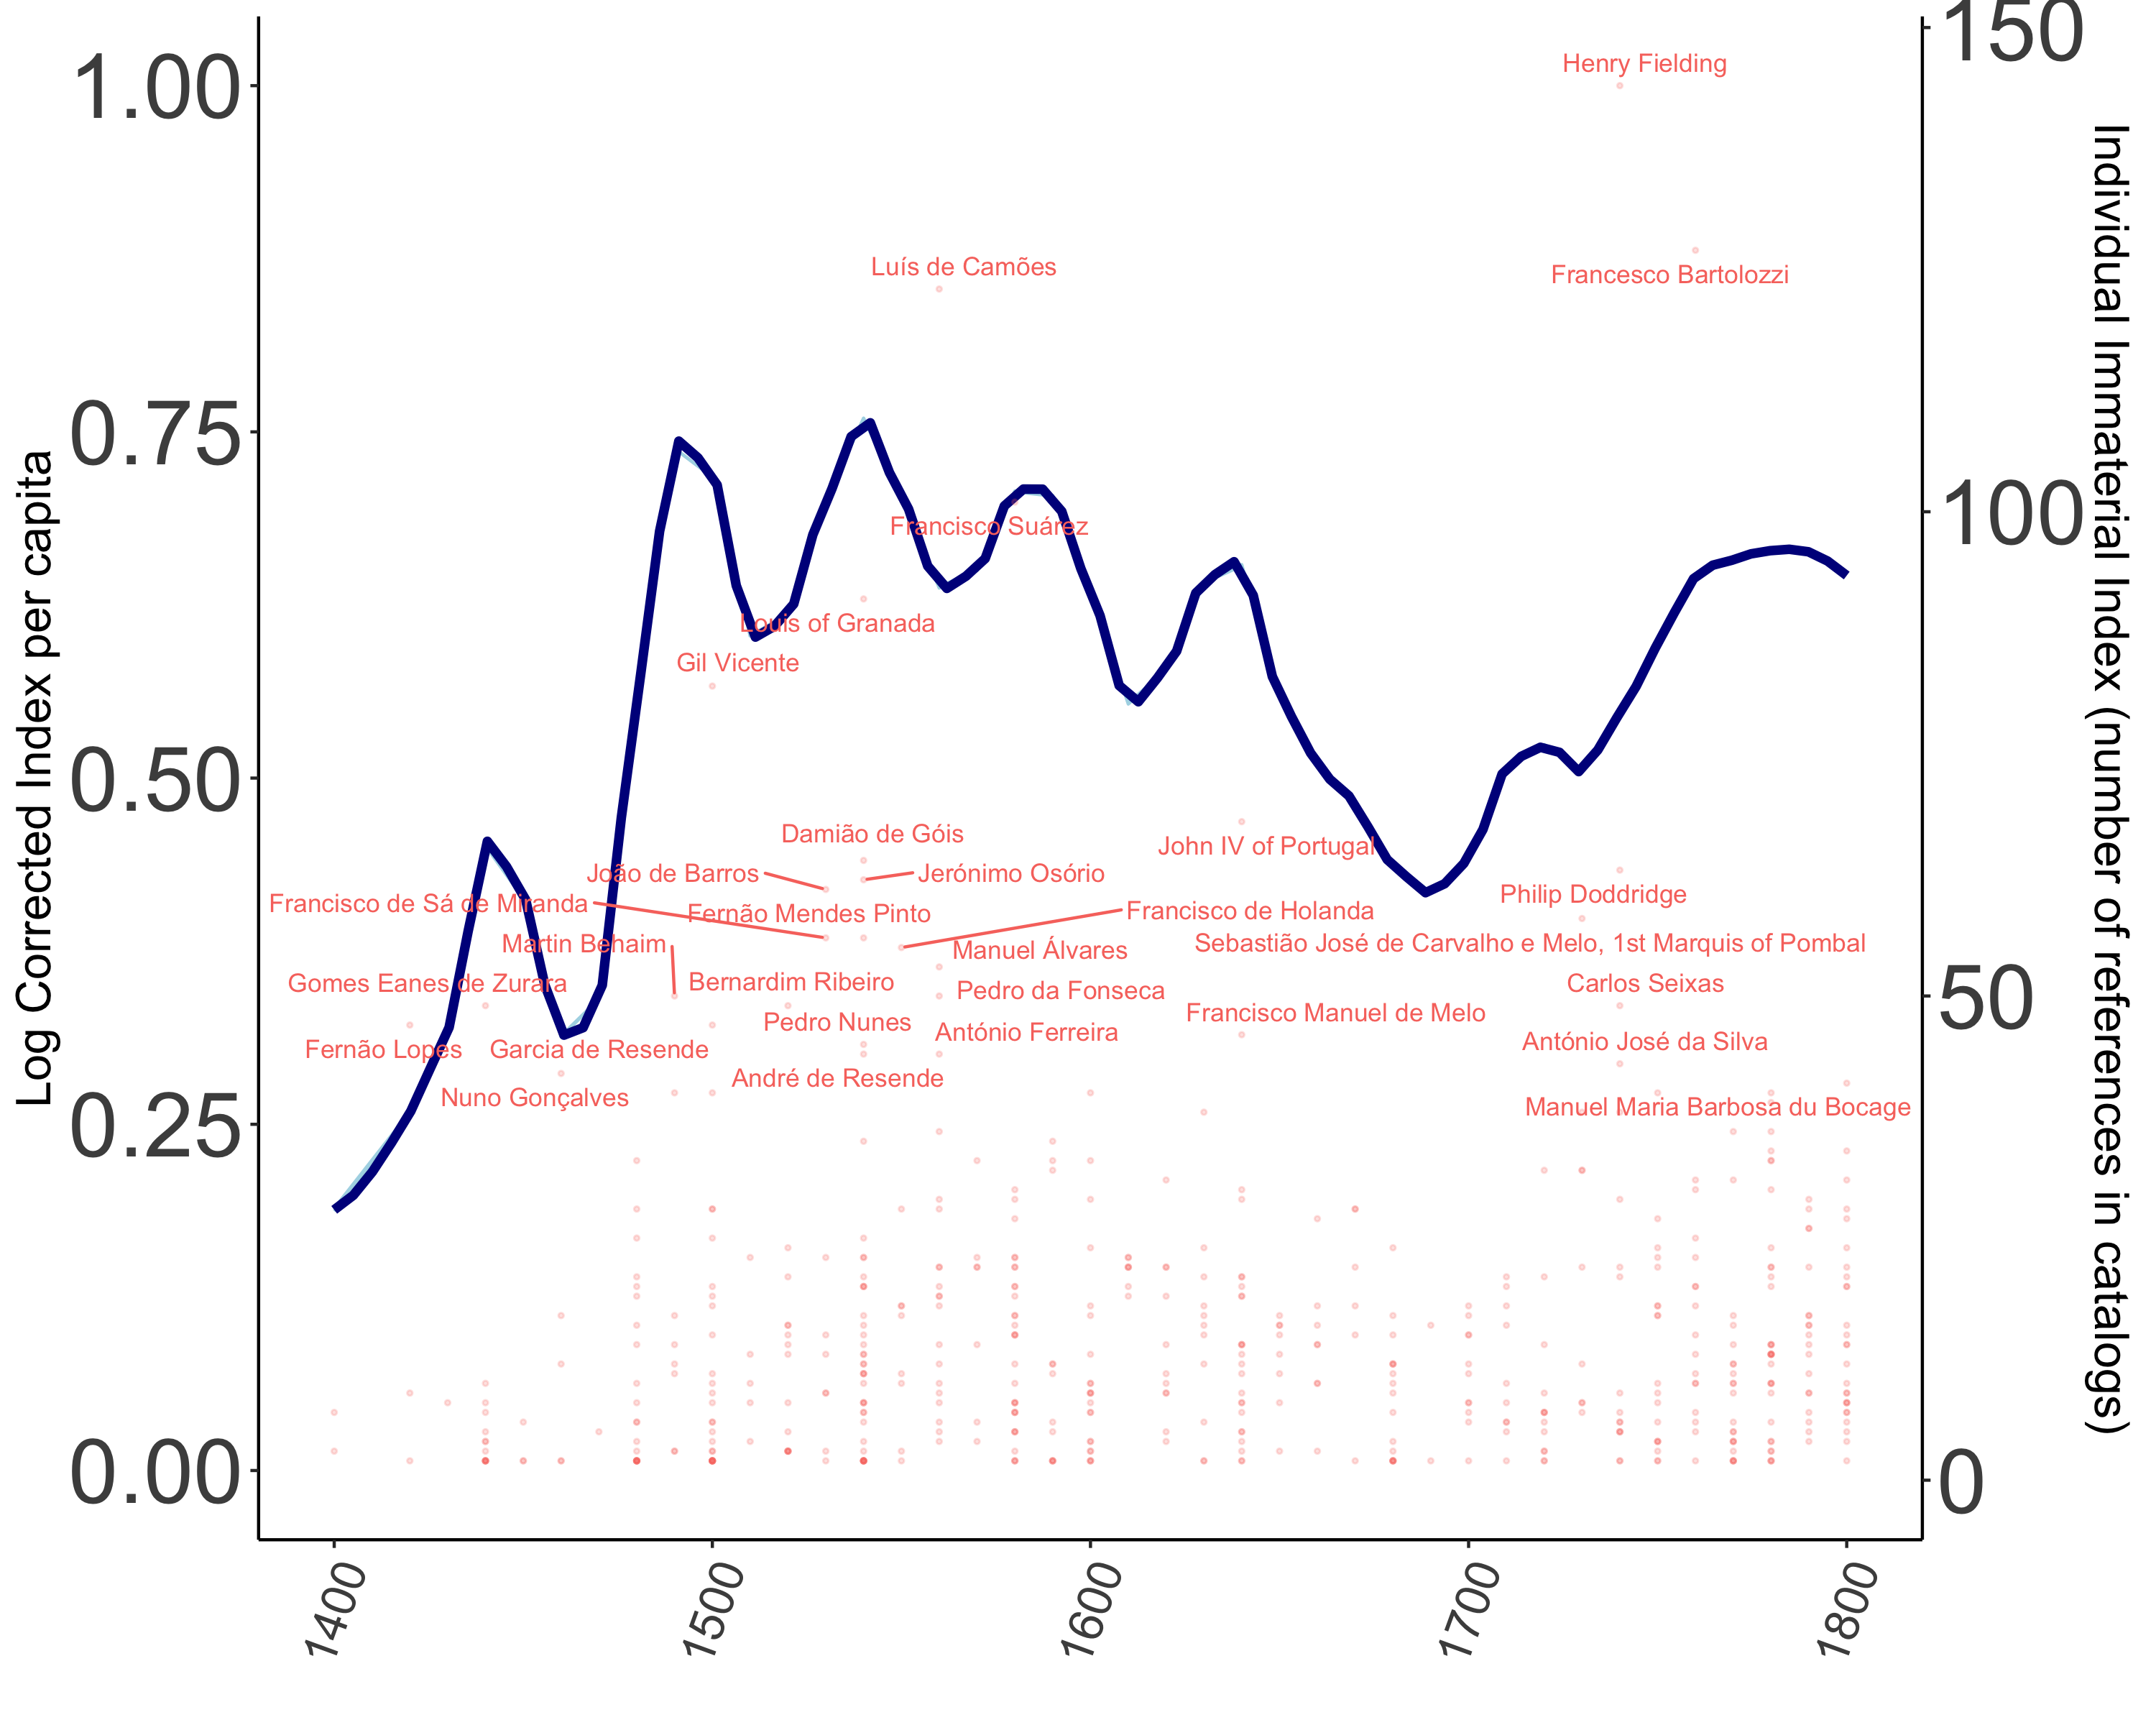 150
Henry Fielding
1.00
Luís de Camões
Francesco Bartolozzi
0.75
100
Francisco Suárez
Louis of Granada
Gil Vicente
0.50
Damião de Góis
John IV of Portugal
João de Barros
Jerónimo Osório
Philip Doddridge
Francisco de Sá de Miranda
Fernão Mendes Pinto
Francisco de Holanda
Martin Behaim
Manuel Álvares
Sebastião José de Carvalho e Melo, 1st Marquis of Pombal
Gomes Eanes de Zurara
Bernardim Ribeiro
Pedro da Fonseca
Carlos Seixas
50
Pedro Nunes
António Ferreira
Francisco Manuel de Melo
Fernão Lopes
Garcia de Resende
António José da Silva
André de Resende
Nuno Gonçalves
Manuel Maria Barbosa du Bocage
0.25
0.00
0
1400
1500
1600
1700
1800
Log Corrected Index per capita
Individual Immaterial Index (number of references in catalogs)